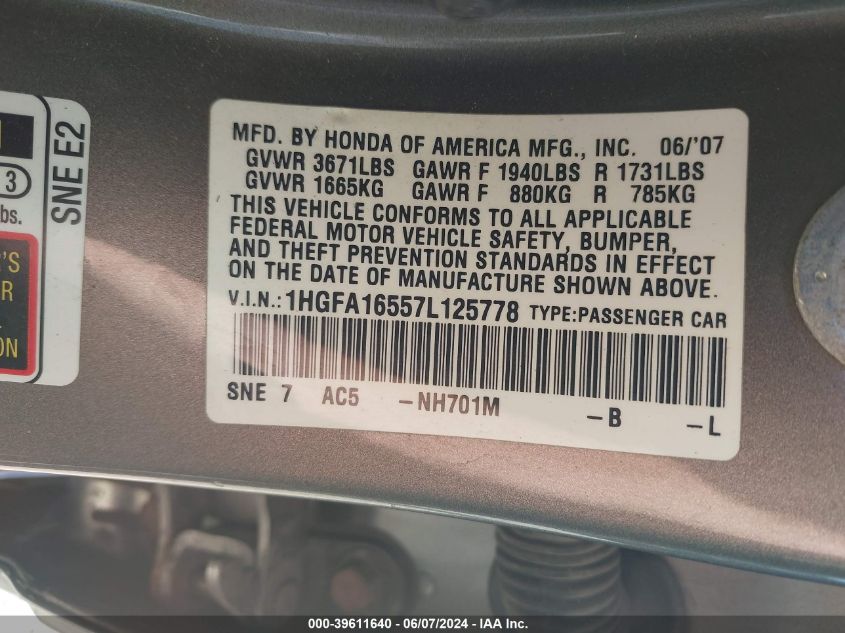 SNE E2
3
bs.
'S
R
ON
MFD. BY HONDA OF AMERICA MFG., INC. 06/'07
GVWR 3671LBS GAWR F 1940LBS R 1731LBS
GVWR 1665KG GAWR F 880KG R 785KG
THIS VEHICLE CONFORMS TO ALL APPLICABLE
FEDERAL MOTOR VEHICLE SAFETY, BUMPER,
AND THEFT PREVENTION STANDARDS IN EFFECT
ON THE DATE OF MANUFACTURE SHOWN ABOVE.
V.I.N.: 1HGFA16557L125778 TYPE:PASSENGER CAR
SNE 7 AC5 -NH701M -B -L
000-39611640 - 06/07/2024 - IAA Inc.